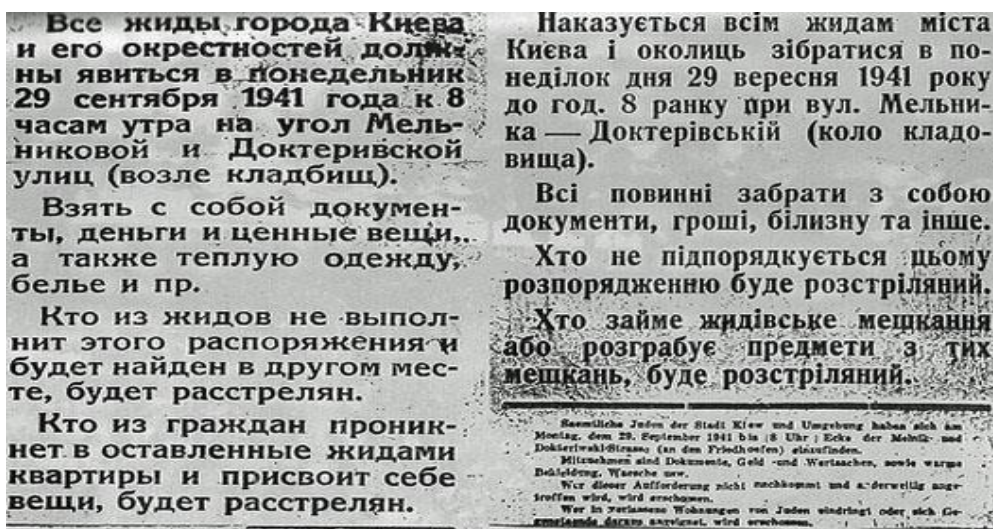 Все жиды города Киева
и его окрестностей долж-
ны явиться в понедельник
29 сентября 1941 года к 8
часам утра на угол Мель-
никовой и Доктеривской
улиц (возле кладбищ).
Взять с собой докумен-
ты, деньги и ценные вещи,
а также теплую одежду,
белье и пр.
Кто из жидов не выпол-
нит этого распоряжения и
будет найден в другом мес-
те, будет расстрелян.
Кто из граждан проник-
нет в оставленные жидами
квартиры и присвоит себе
вещи, будет расстрелян.
Наказується всім жидам міста
Києва і околиць зібратися в по-
неділок дня 29 вересня 1941 року
до год. 8 ранку при вул. Мельни-
ка — Доктерівській (коло кладо-
вища).
Всі повинні забрати з собою
документи, гроші, білизну та інше.
Хто не підпорядкується цьому
розпорядженню буде розстріляний.
Хто займе жидівське мешкання
або розграбує предмети з тих
мешкань, буде розстріляний.
Saemtliche Juden der Stadt Kiew und Umgebung haben sich am
Montag, dem 29. September 1941 bis 8 Uhr, Ecke der Melnik- und
Dokteriwski-Strasse (an den Friedhoefen) einzufinden.
Mitzunehmen sind Dokumente, Geld und Wertsachen, sowie warme
Bekleidung, Waesche usw.
Wer dieser Aufforderung nicht nachkommt und anderweitig ange-
troffen wird, wird erschossen.
Wer in verlassene Wohnungen von Juden eindringt oder sich Ge-
genstaende daraus aneignet, wird erschossen.